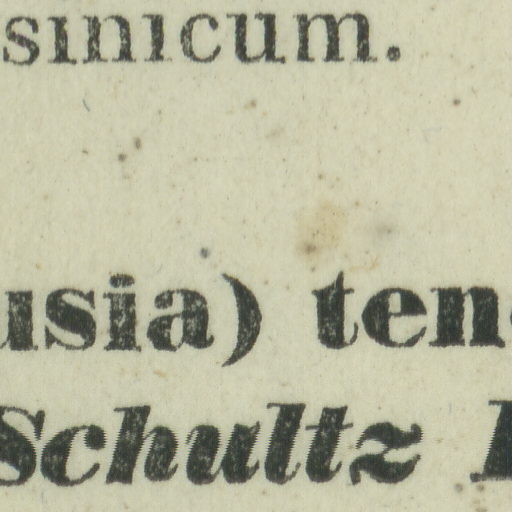 sinicum.
usia) ten
Schultz